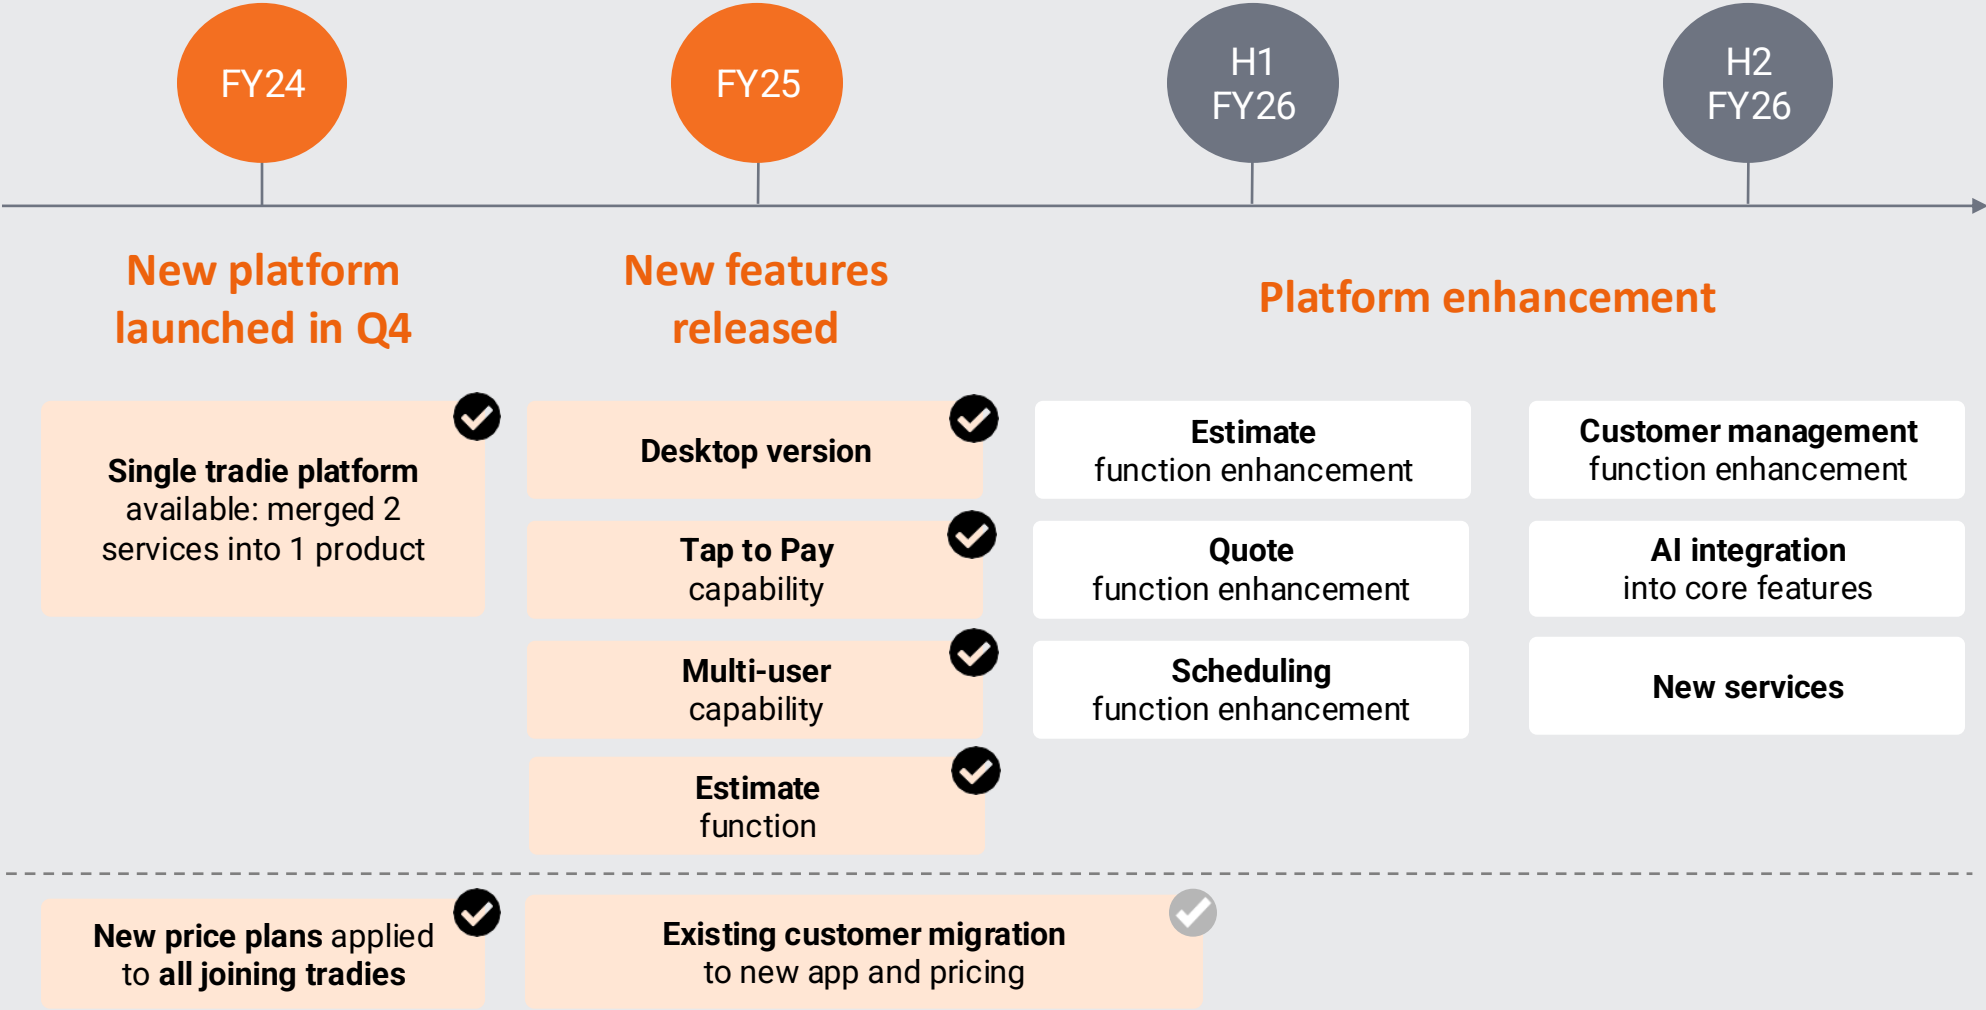 FY24
FY25
H1
FY26
H2
FY26
New platform
launched in Q4
New features
released
Platform enhancement
Single tradie platform
available: merged 2
services into 1 product
Desktop version
Tap to Pay
capability
Multi-user
capability
Estimate
function
Estimate
function enhancement
Quote
function enhancement
Scheduling
function enhancement
Customer management
function enhancement
AI integration
into core features
New services
New price plans applied
to all joining tradies
Existing customer migration
to new app and pricing